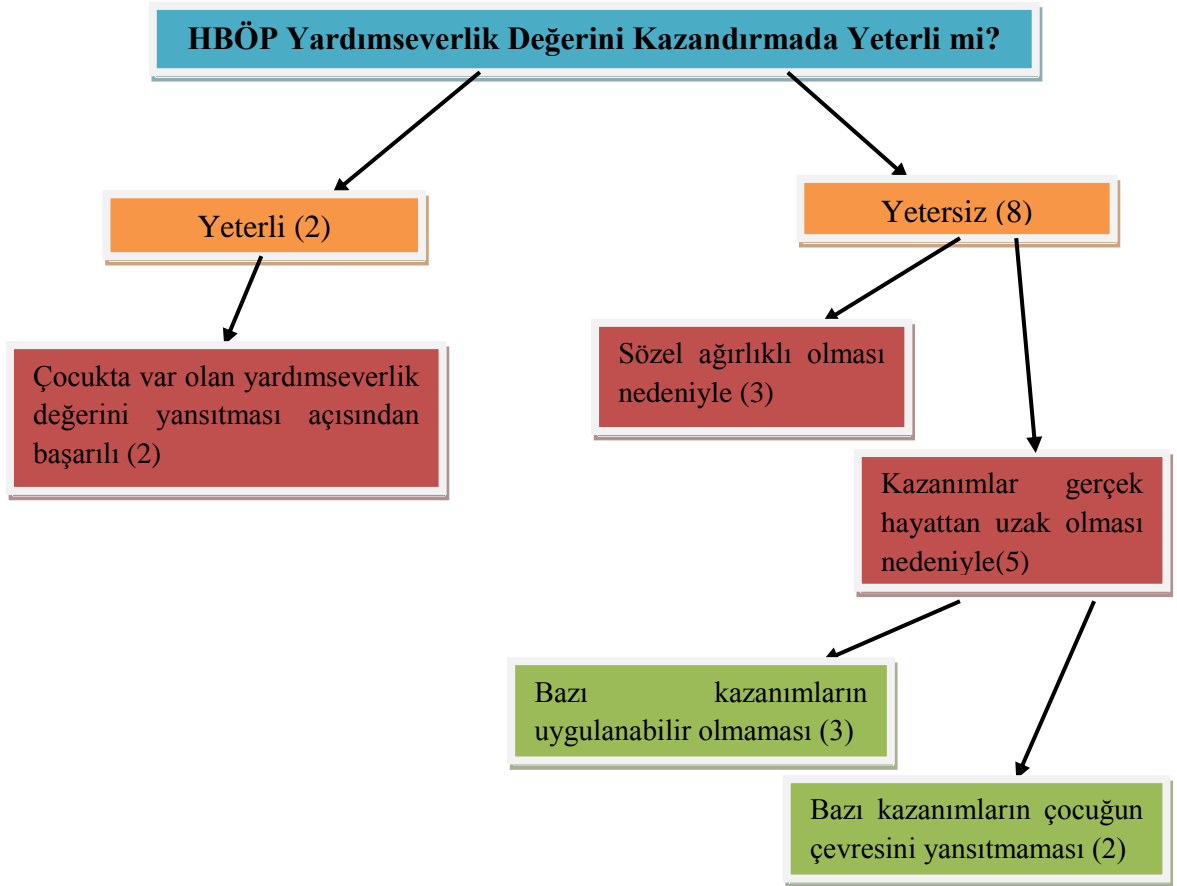 HBÖP Yardımseverlik Değerini Kazandırmada Yeterli mi?
Yeterli (2)
Yetersiz (8)
Çocukta var olan yardımseverlik
değerini yansıtması açısından
başarılı (2)
Sözel ağırlıklı olması
nedeniyle (3)
Kazanımlar gerçek
hayattan uzak olması
nedeniyle(5)
Bazı kazanımların
uygulanabilir olmaması (3)
Bazı kazanımların çocuğun
çevresini yansıtmaması (2)